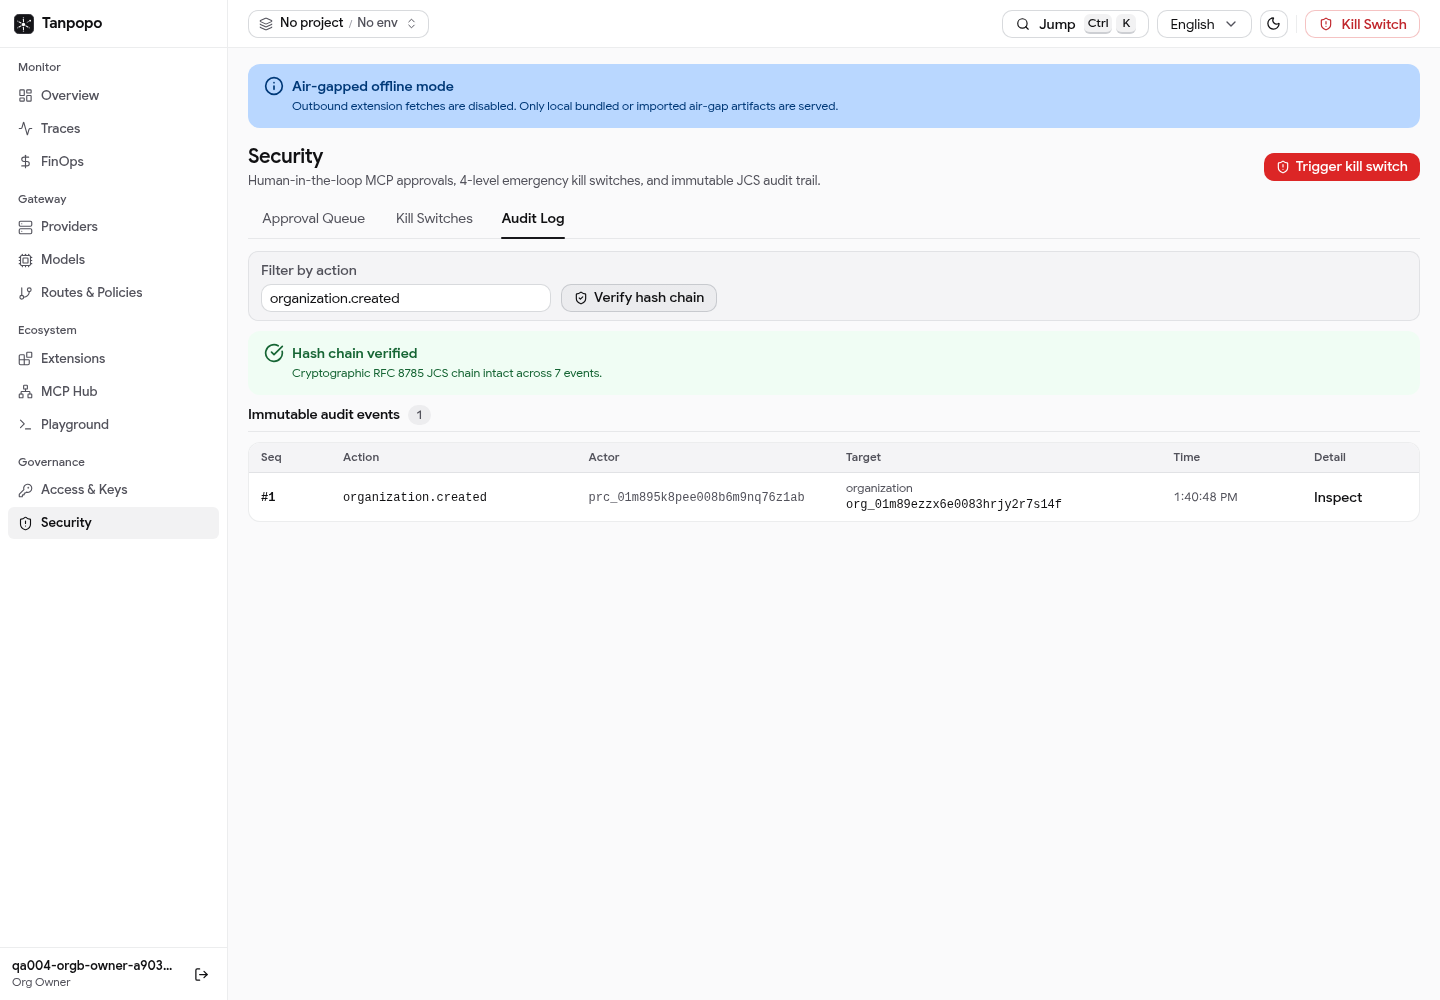 Tanpopo
No project / No env
Jump Ctrl K
English
Kill Switch
Monitor
Overview
Traces
FinOps
Gateway
Providers
Models
Routes & Policies
Ecosystem
Extensions
MCP Hub
Playground
Governance
Access & Keys
Security
qa004-orgb-owner-a903...
Org Owner
Air-gapped offline mode
Outbound extension fetches are disabled. Only local bundled or imported air-gap artifacts are served.
Security
Human-in-the-loop MCP approvals, 4-level emergency kill switches, and immutable JCS audit trail.
Trigger kill switch
Approval Queue Kill Switches Audit Log
Filter by action
organization.created
Verify hash chain
Hash chain verified
Cryptographic RFC 8785 JCS chain intact across 7 events.
Immutable audit events 1
Seq Action Actor Target Time Detail
#1 organization.created prc_01m895k8pee008b6m9nq76z1ab organization org_01m89ezzx6e0083hrjy2r7s14f 1:40:48 PM Inspect